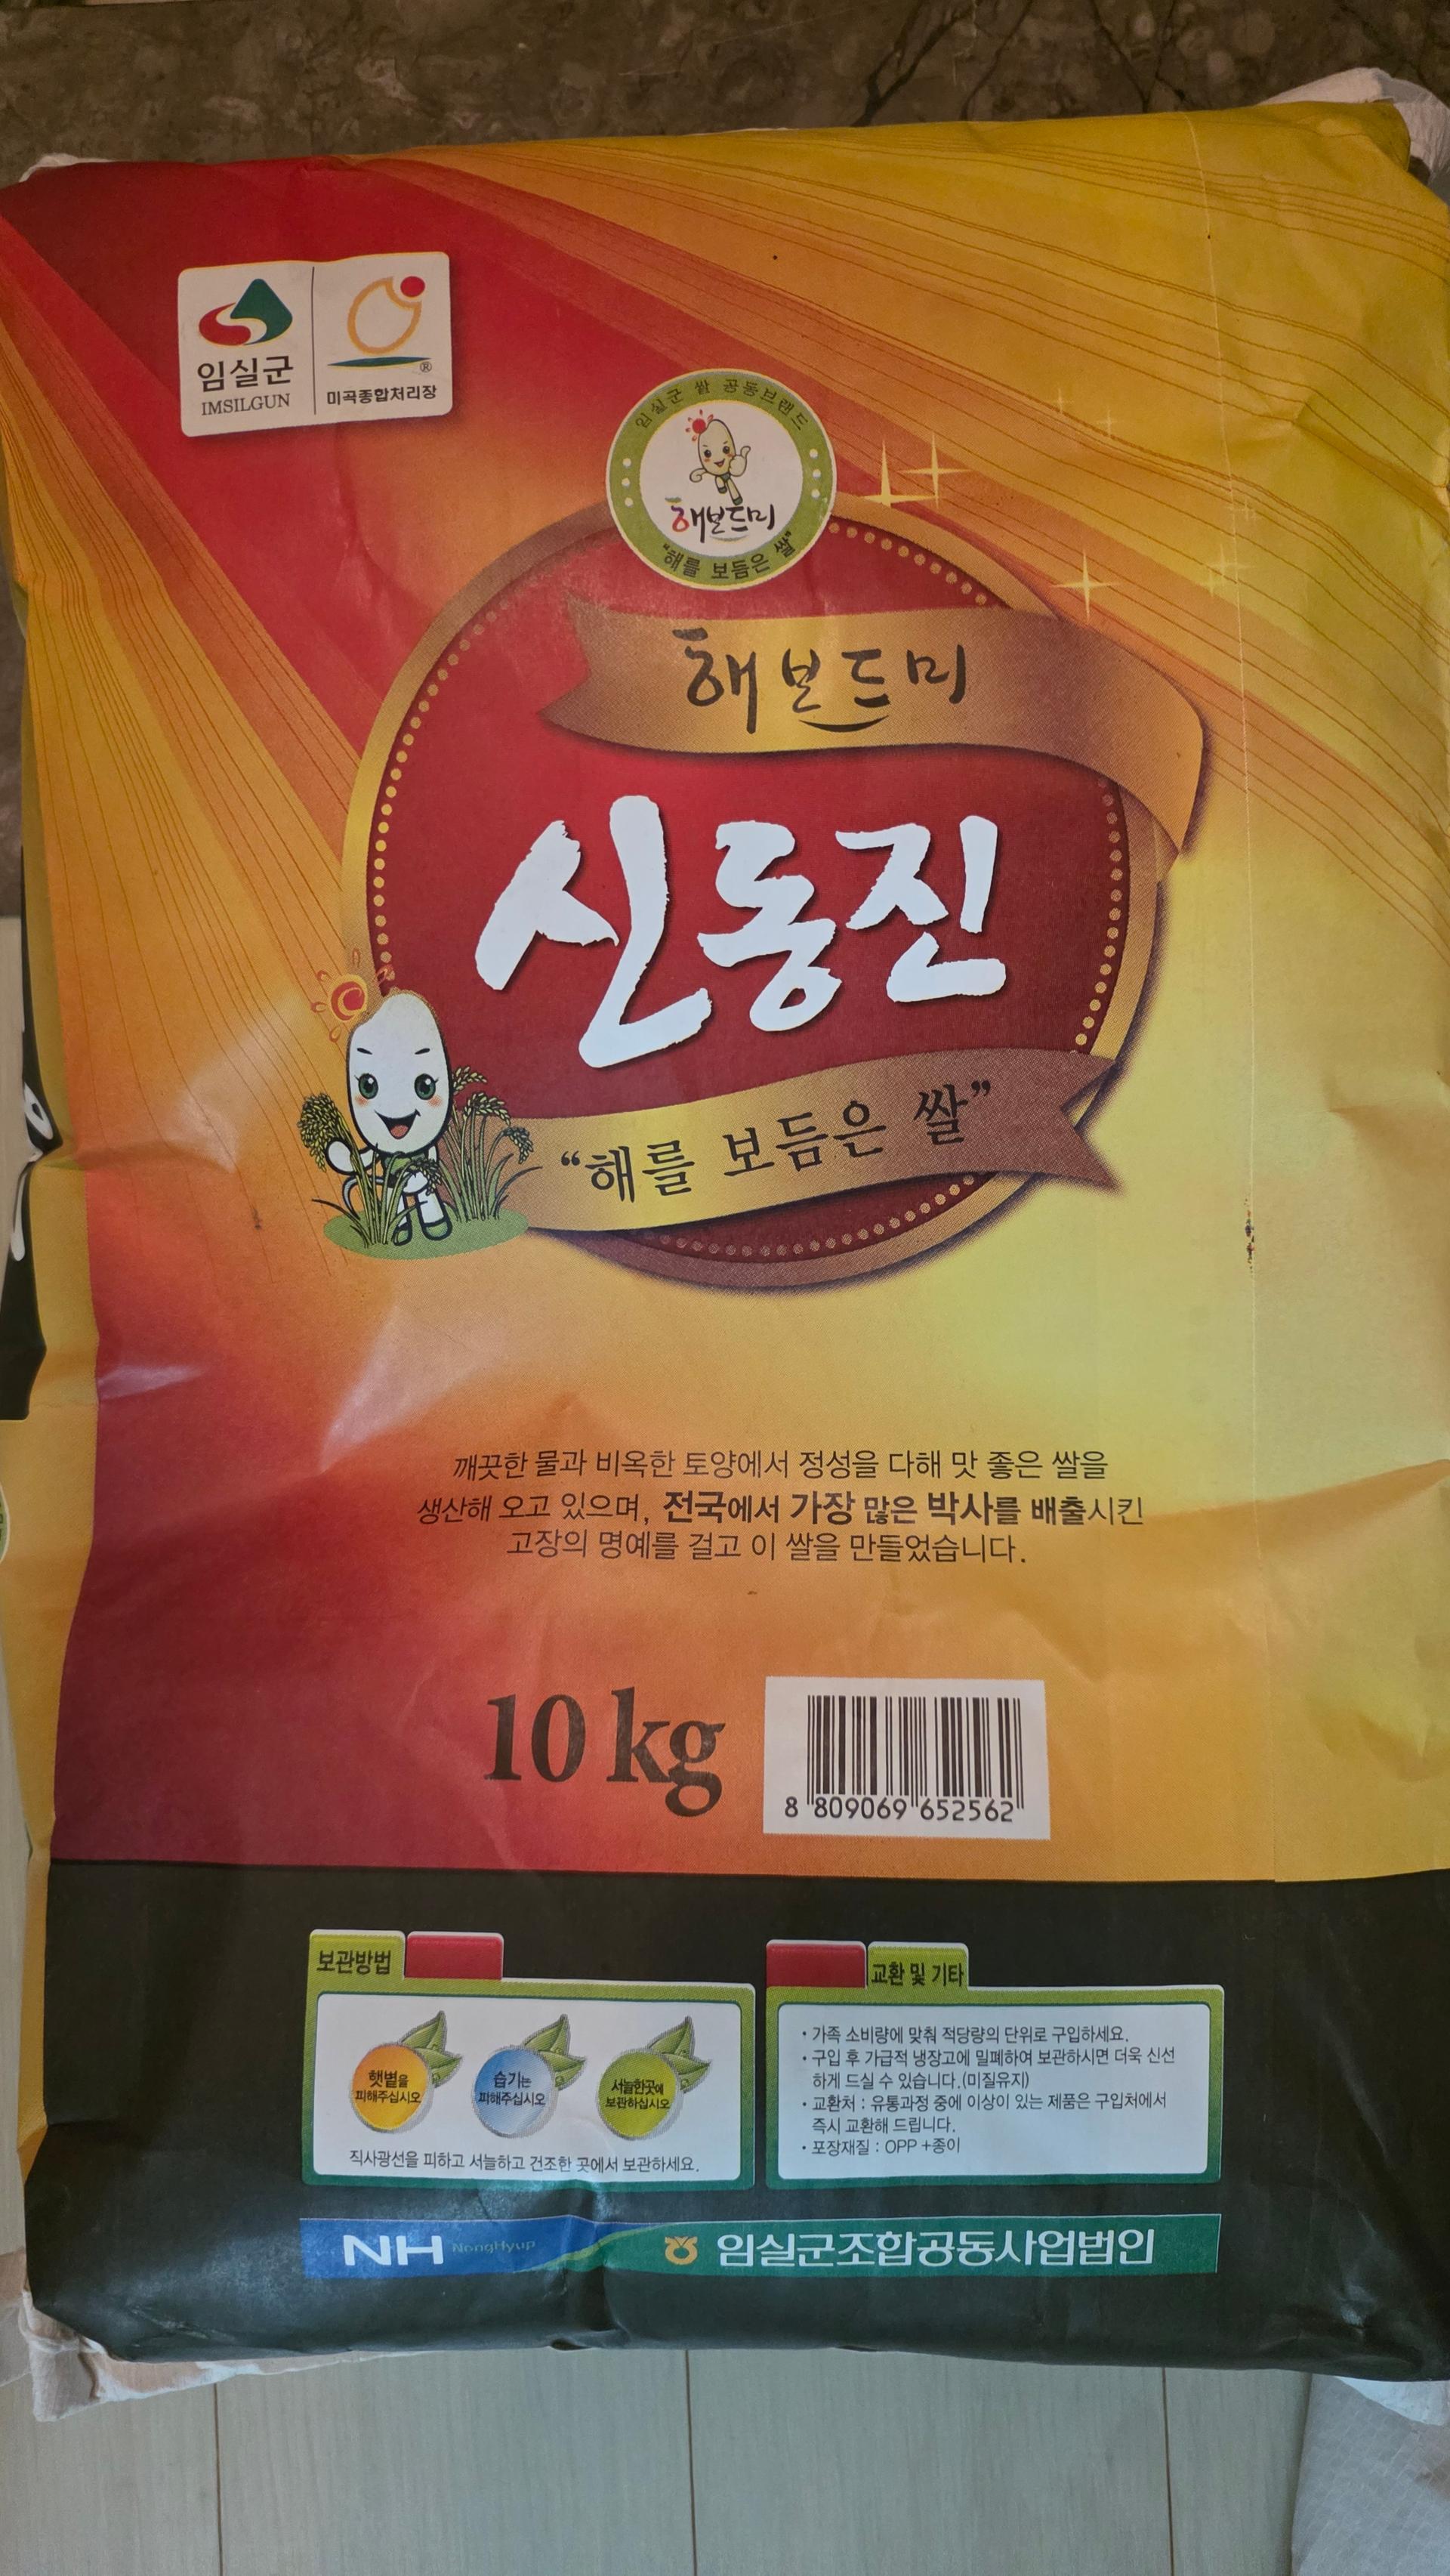 임실군
IMSILGUN
미곡종합처리장
®
임실군 쌀 공동브랜드
해보드미
"해를 보듬은 쌀"
해보드미
신동진
“해를 보듬은 쌀”
깨끗한 물과 비옥한 토양에서 정성을 다해 맛 좋은 쌀을
생산해 오고 있으며, 전국에서 가장 많은 박사를 배출시킨
고장의 명예를 걸고 이 쌀을 만들었습니다.
10 kg
8 809069 652562
보관방법
햇볕을
피해주십시오
습기는
피해주십시오
서늘한곳에
보관하십시오
직사광선을 피하고 서늘하고 건조한 곳에서 보관하세요.
교환 및 기타
• 가족 소비량에 맞춰 적당량의 단위로 구입하세요.
• 구입 후 가급적 냉장고에 밀폐하여 보관하시면 더욱 신선
하게 드실 수 있습니다.(미질유지)
• 교환처 : 유통과정 중에 이상이 있는 제품은 구입처에서
즉시 교환해 드립니다.
• 포장재질 : OPP +종이
NH NongHyup 임실군조합공동사업법인